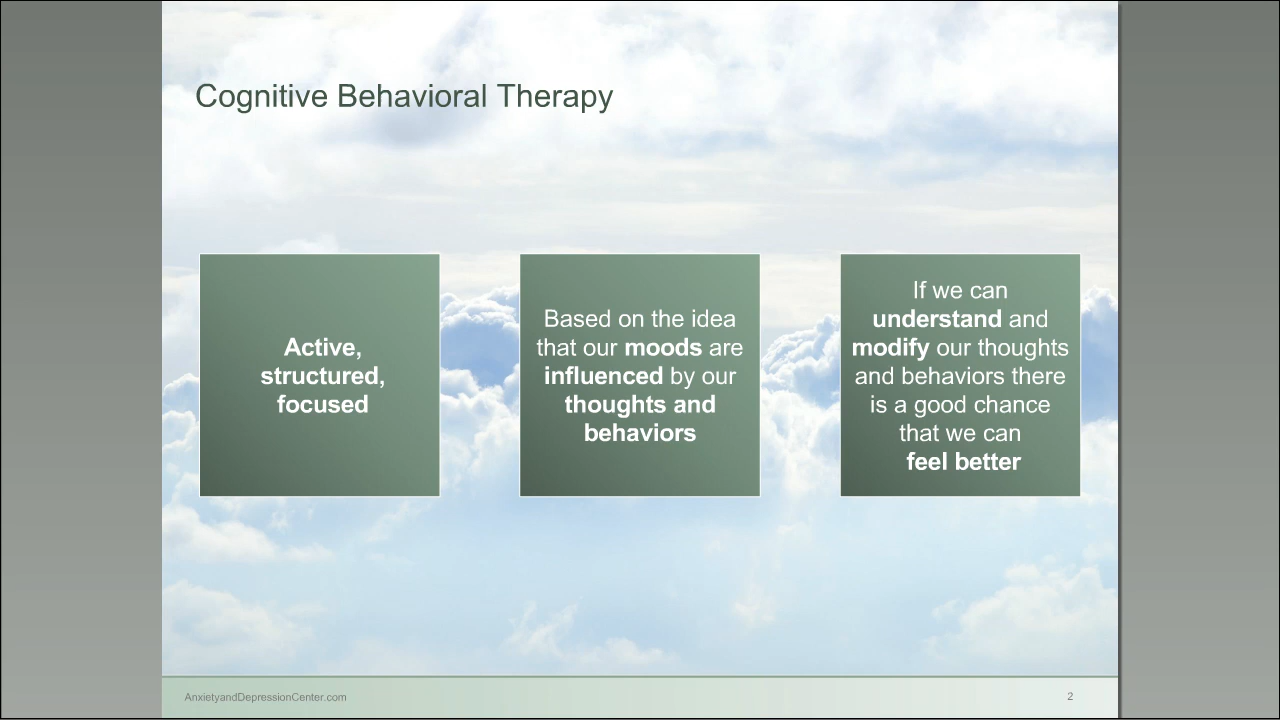 Cognitive Behavioral Therapy
Active,
structured,
focused
Based on the idea
that our moods are
influenced by our
thoughts and
behaviors
If we can
understand and
modify our thoughts
and behaviors there
is a good chance
that we can
feel better
AnxietyandDepressionCenter.com
2